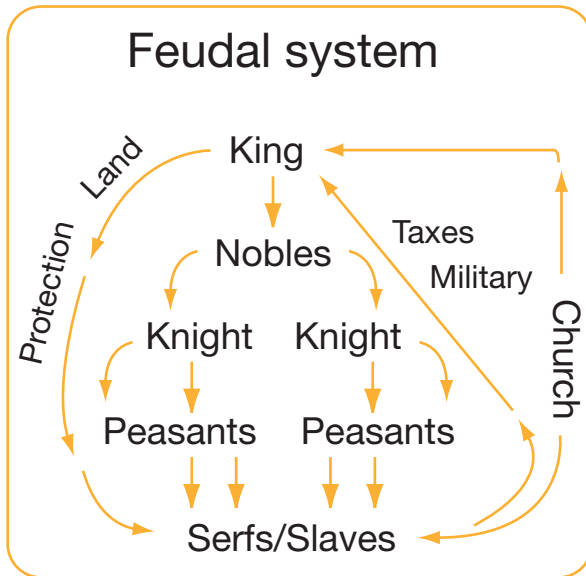 Feudal system
King
Land
Protection
Taxes
Military
Nobles
Church
Knight Knight
Peasants Peasants
Serfs/Slaves